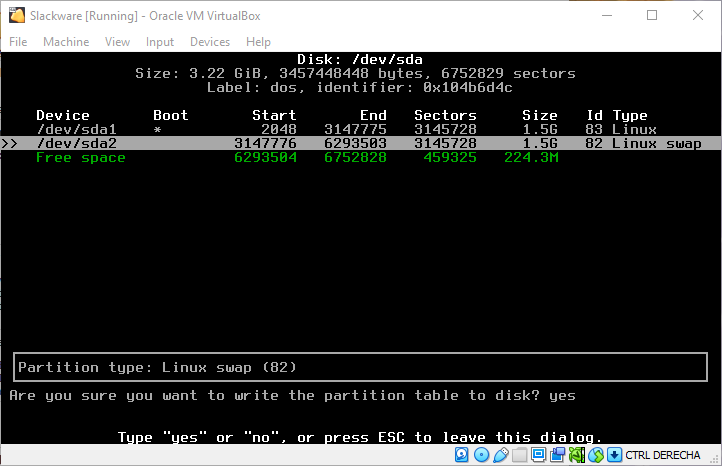 Slackware [Running] - Oracle VM VirtualBox
File Machine View Input Devices Help
Disk: /dev/sda
Size: 3.22 GiB, 3457448448 bytes, 6752829 sectors
Label: dos, identifier: 0x104b6d4c
Device Boot Start End Sectors Size Id Type
/dev/sda1 * 2048 3147775 3145728 1.5G 83 Linux
>> /dev/sda2 3147776 6293503 3145728 1.5G 82 Linux swap
Free space 6293504 6752828 459325 224.3M
Partition type: Linux swap (82)
Are you sure you want to write the partition table to disk? yes
Type "yes" or "no", or press ESC to leave this dialog.
CTRL DERECHA